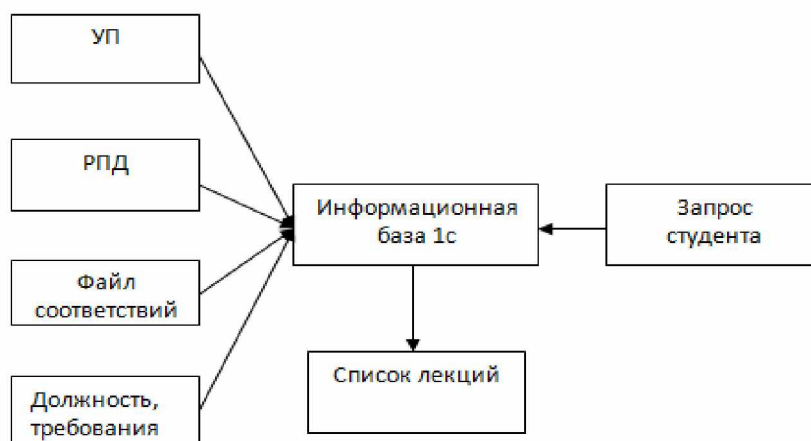 УП
РПД
Файл
соответствий
Должность,
требования
Информационная
база 1с
Список лекций
Запрос
студента